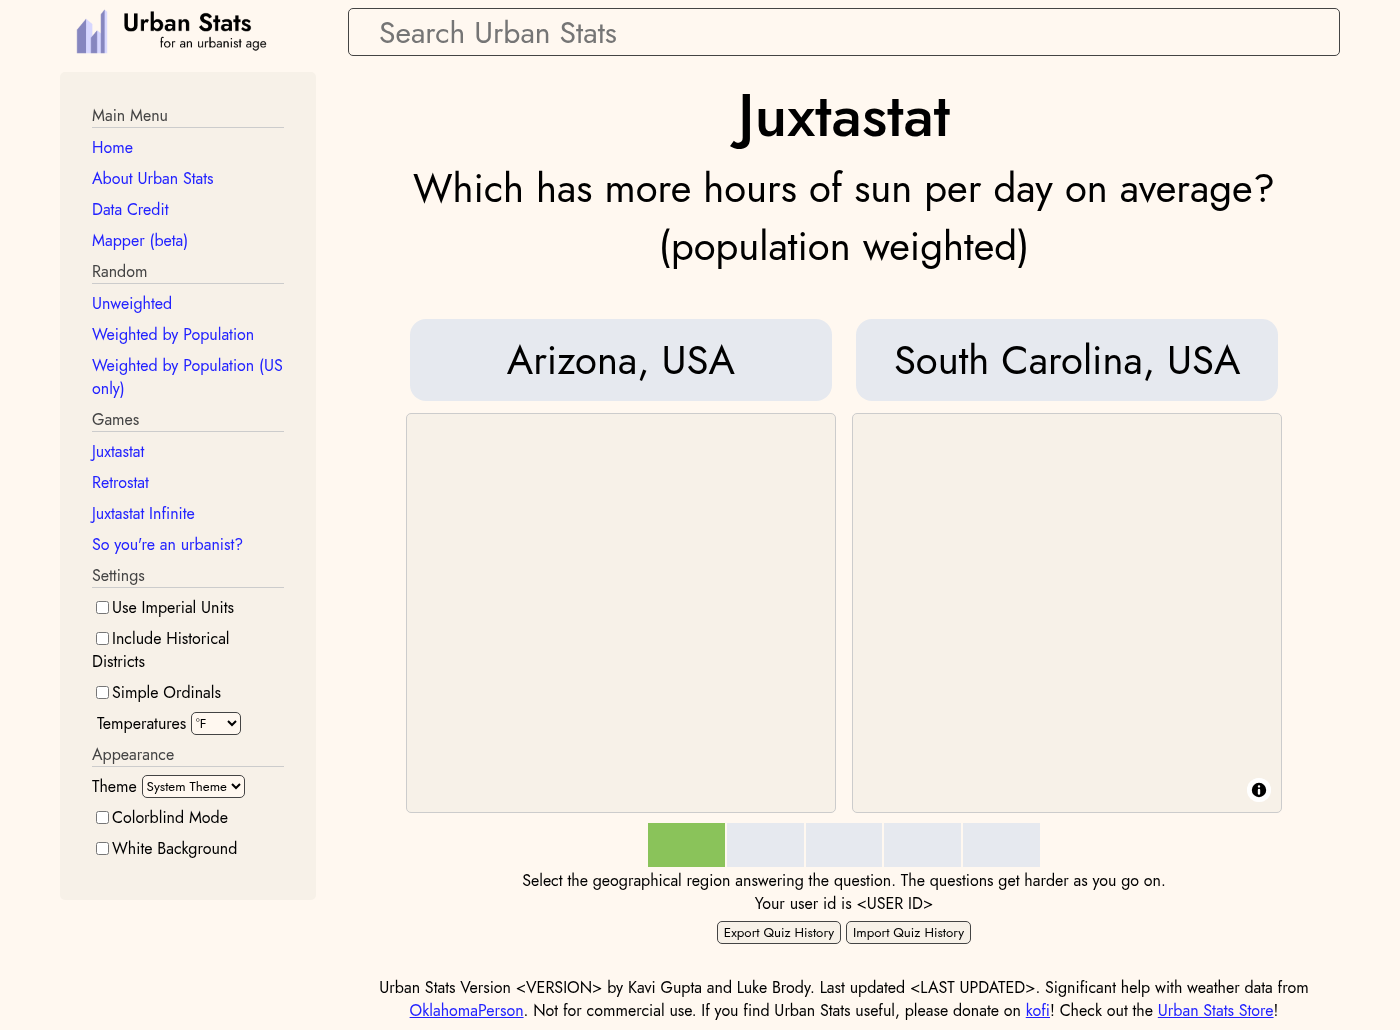 Urban Stats
for an urbanist age
Search Urban Stats
Main Menu
Home
About Urban Stats
Data Credit
Mapper (beta)
Random
Unweighted
Weighted by Population
Weighted by Population (US
only)
Games
Juxtastat
Retrostat
Juxtastat Infinite
So you're an urbanist?
Settings
Use Imperial Units
Include Historical
Districts
Simple Ordinals
Temperatures °F
Appearance
Theme System Theme
Colorblind Mode
White Background
Juxtastat
Which has more hours of sun per day on average?
(population weighted)
Arizona, USA
South Carolina, USA
Select the geographical region answering the question. The questions get harder as you go on.
Your user id is <USER ID>
Export Quiz History Import Quiz History
Urban Stats Version <VERSION> by Kavi Gupta and Luke Brody. Last updated <LAST UPDATED>. Significant help with weather data from
OklahomaPerson. Not for commercial use. If you find Urban Stats useful, please donate on kofi! Check out the Urban Stats Store!